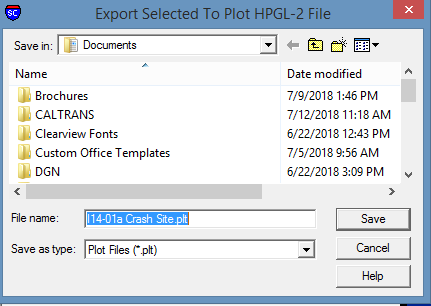 SC Export Selected To Plot HPGL-2 File
Save in: Documents
Name Date modified
Brochures 7/9/2018 1:46 PM
CALTRANS 7/12/2018 11:18 AM
Clearview Fonts 6/22/2018 12:43 PM
Custom Office Templates 7/5/2018 9:56 AM
DGN 6/22/2018 3:09 PM
File name: I14-01a Crash Site.plt Save
Save as type: Plot Files (*.plt) Cancel
Help